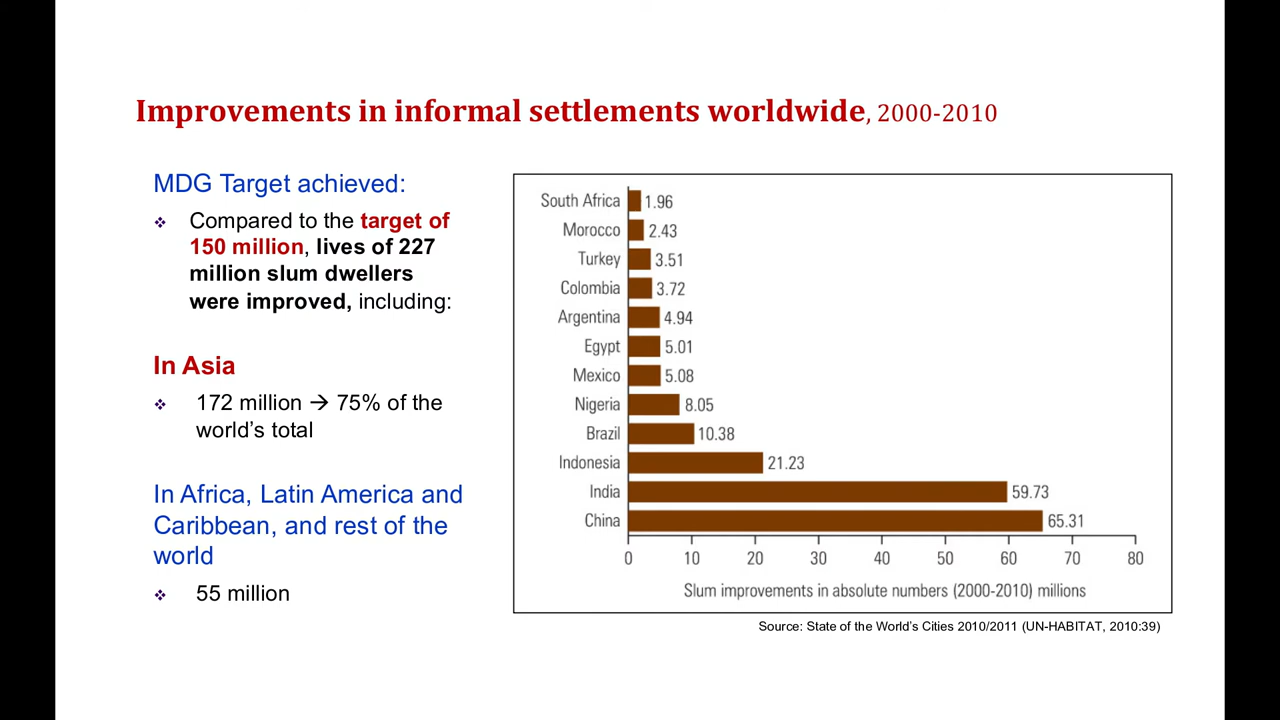 Improvements in informal settlements worldwide, 2000-2010
MDG Target achieved:
❖ Compared to the target of
150 million, lives of 227
million slum dwellers
were improved, including:
In Asia
❖ 172 million → 75% of the
world’s total
In Africa, Latin America and
Caribbean, and rest of the
world
❖ 55 million
South Africa 1.96
Morocco 2.43
Turkey 3.51
Colombia 3.72
Argentina 4.94
Egypt 5.01
Mexico 5.08
Nigeria 8.05
Brazil 10.38
Indonesia 21.23
India 59.73
China 65.31
0 10 20 30 40 50 60 70 80
Slum improvements in absolute numbers (2000-2010) millions
Source: State of the World’s Cities 2010/2011 (UN-HABITAT, 2010:39)